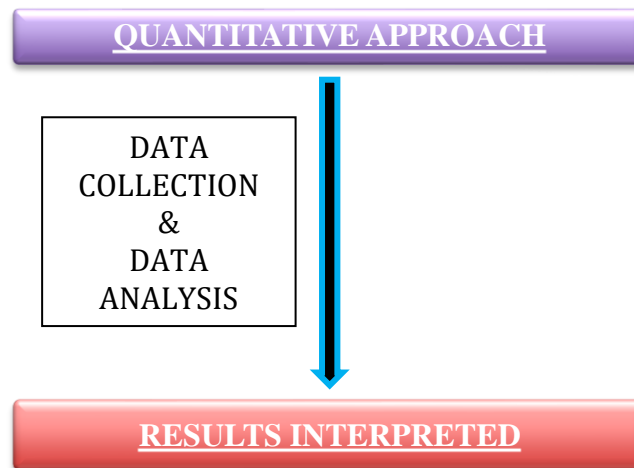 QUANTITATIVE APPROACH
DATA
COLLECTION
&
DATA
ANALYSIS
RESULTS INTERPRETED